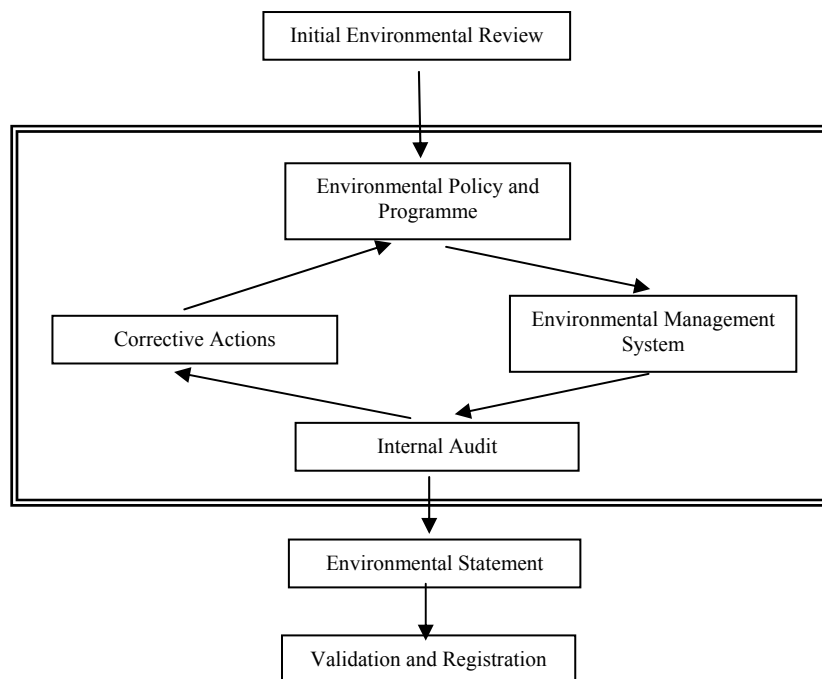 Initial Environmental Review
Environmental Policy and
Programme
Corrective Actions
Environmental Management
System
Internal Audit
Environmental Statement
Validation and Registration